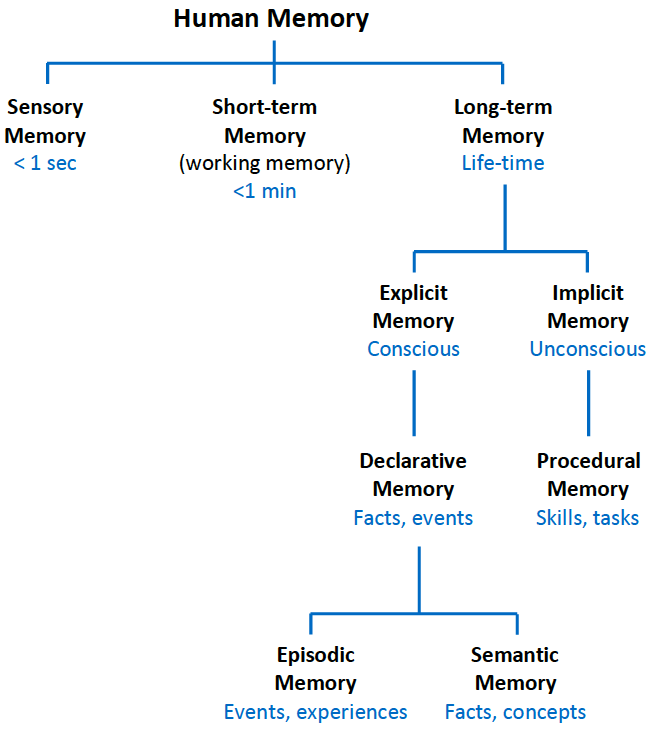 Human Memory
Sensory
Memory
< 1 sec
Short-term
Memory
(working memory)
<1 min
Long-term
Memory
Life-time
Explicit
Memory
Conscious
Implicit
Memory
Unconscious
Declarative
Memory
Facts, events
Procedural
Memory
Skills, tasks
Episodic
Memory
Events, experiences
Semantic
Memory
Facts, concepts